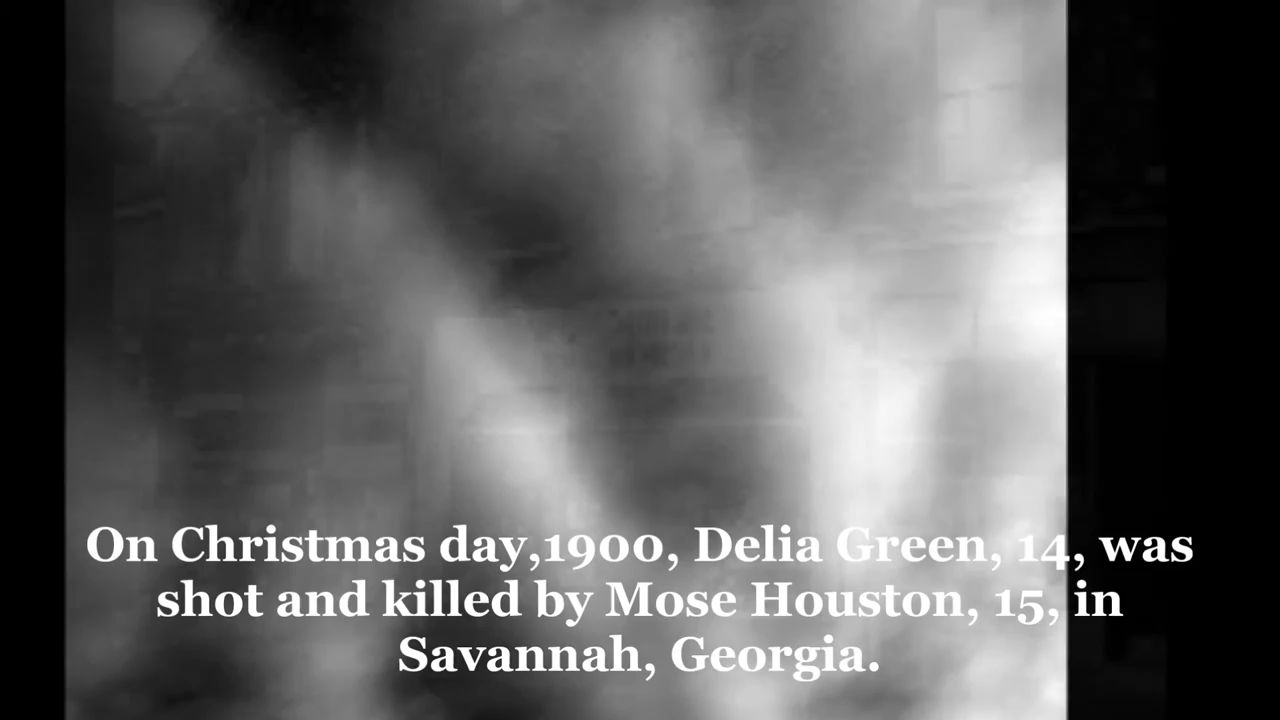 On Christmas day,1900, Delia Green, 14, was
shot and killed by Mose Houston, 15, in
Savannah, Georgia.